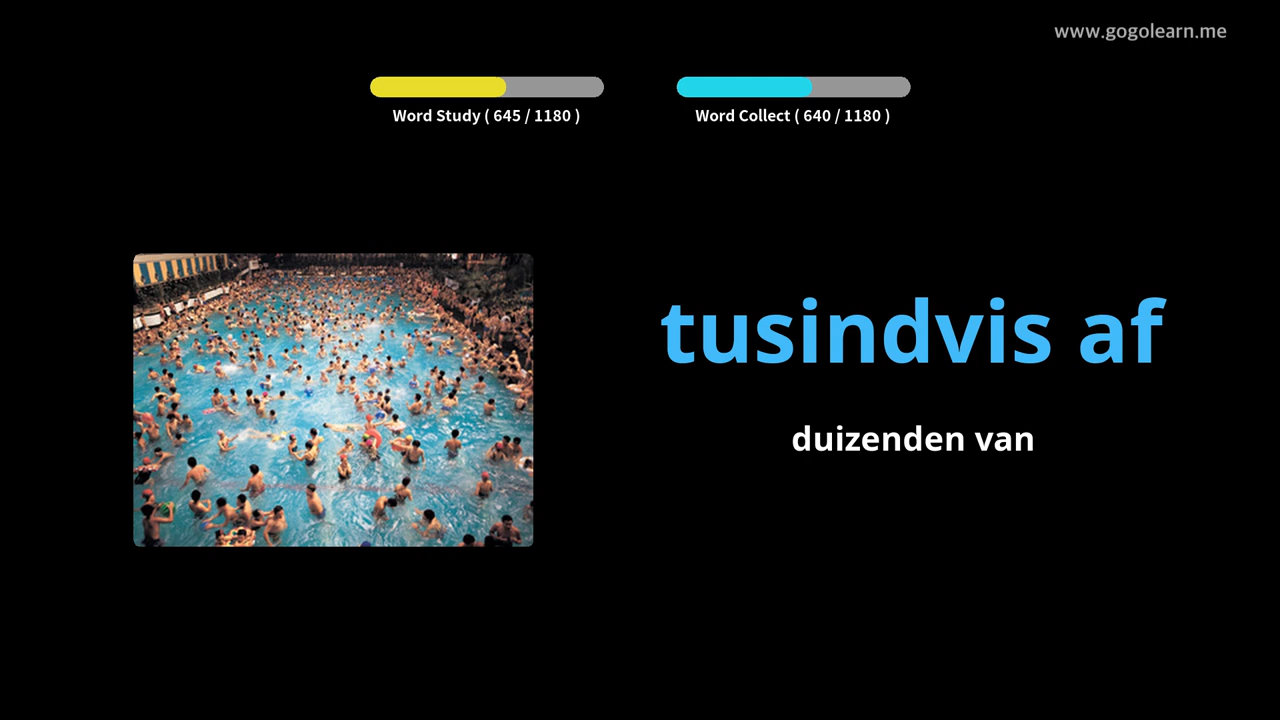 www.gogolearn.me
Word Study ( 645 / 1180 )
Word Collect ( 640 / 1180 )
tusindvis af
duizenden van